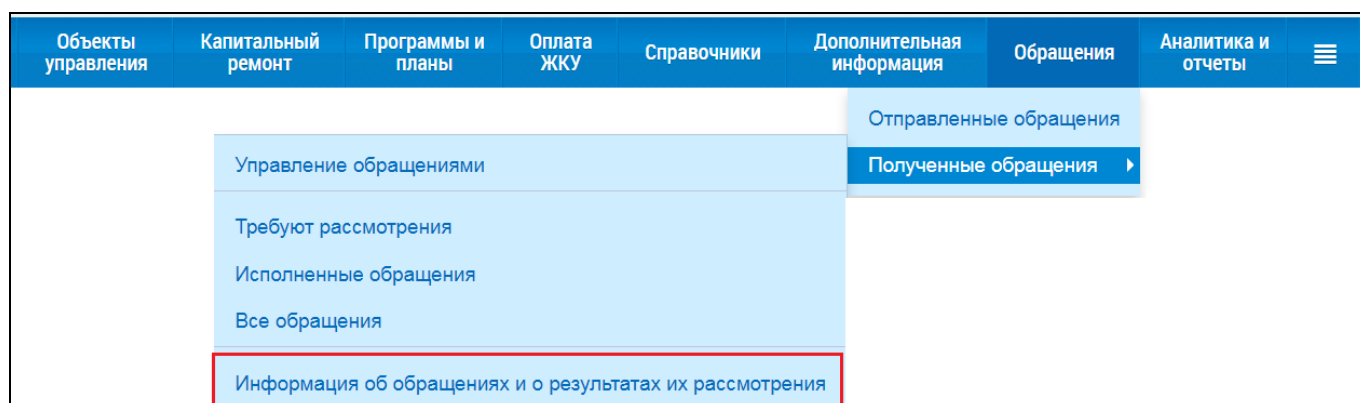 Объекты
управления
Капитальный
ремонт
Программы и
планы
Оплата
ЖКУ
Справочники
Дополнительная
информация
Обращения
Аналитика и
отчеты
Отправленные обращения
Полученные обращения
Управление обращениями
Требуют рассмотрения
Исполненные обращения
Все обращения
Информация об обращениях и о результатах их рассмотрения